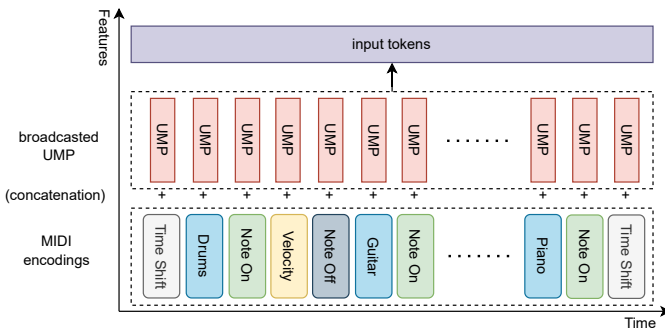 Features
input tokens
broadcasted
UMP
UMP UMP UMP UMP UMP UMP UMP ........ UMP UMP UMP
(concatenation)
+ + + + + + + + + +
MIDI
encodings
Time Shift
Drums
Note On
Velocity
Note Off
Guitar
Note On
........
Piano
Note On
Time Shift
Time